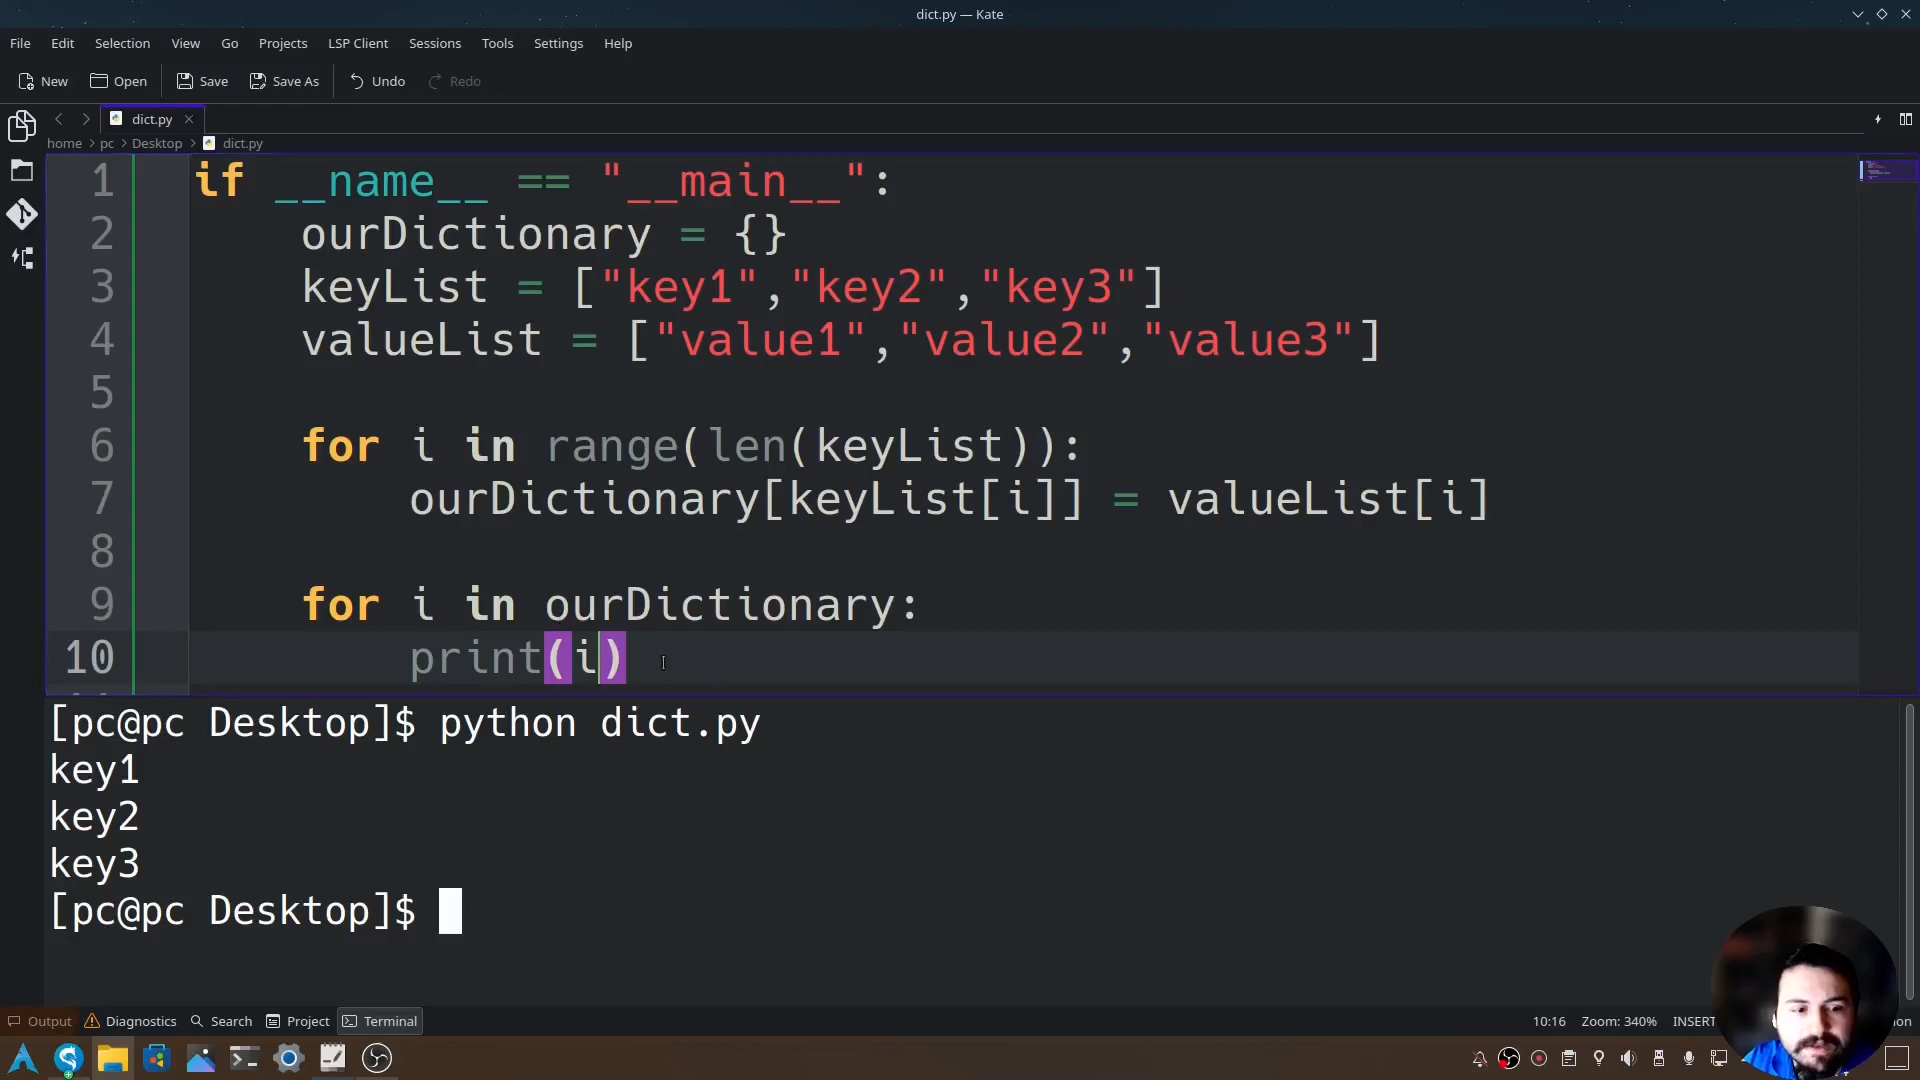 dict.py — Kate
File Edit Selection View Go Projects LSP Client Sessions Tools Settings Help
New Open Save Save As Undo Redo
dict.py
home > pc > Desktop > dict.py
1 if __name__ == "__main__":
2 ourDictionary = {}
3 keyList = ["key1","key2","key3"]
4 valueList = ["value1","value2","value3"]
5
6 for i in range(len(keyList)):
7 ourDictionary[keyList[i]] = valueList[i]
8
9 for i in ourDictionary:
10 print(i)
[pc@pc Desktop]$ python dict.py
key1
key2
key3
[pc@pc Desktop]$
Output Diagnostics Search Project Terminal 10:16 Zoom: 340% INSERT